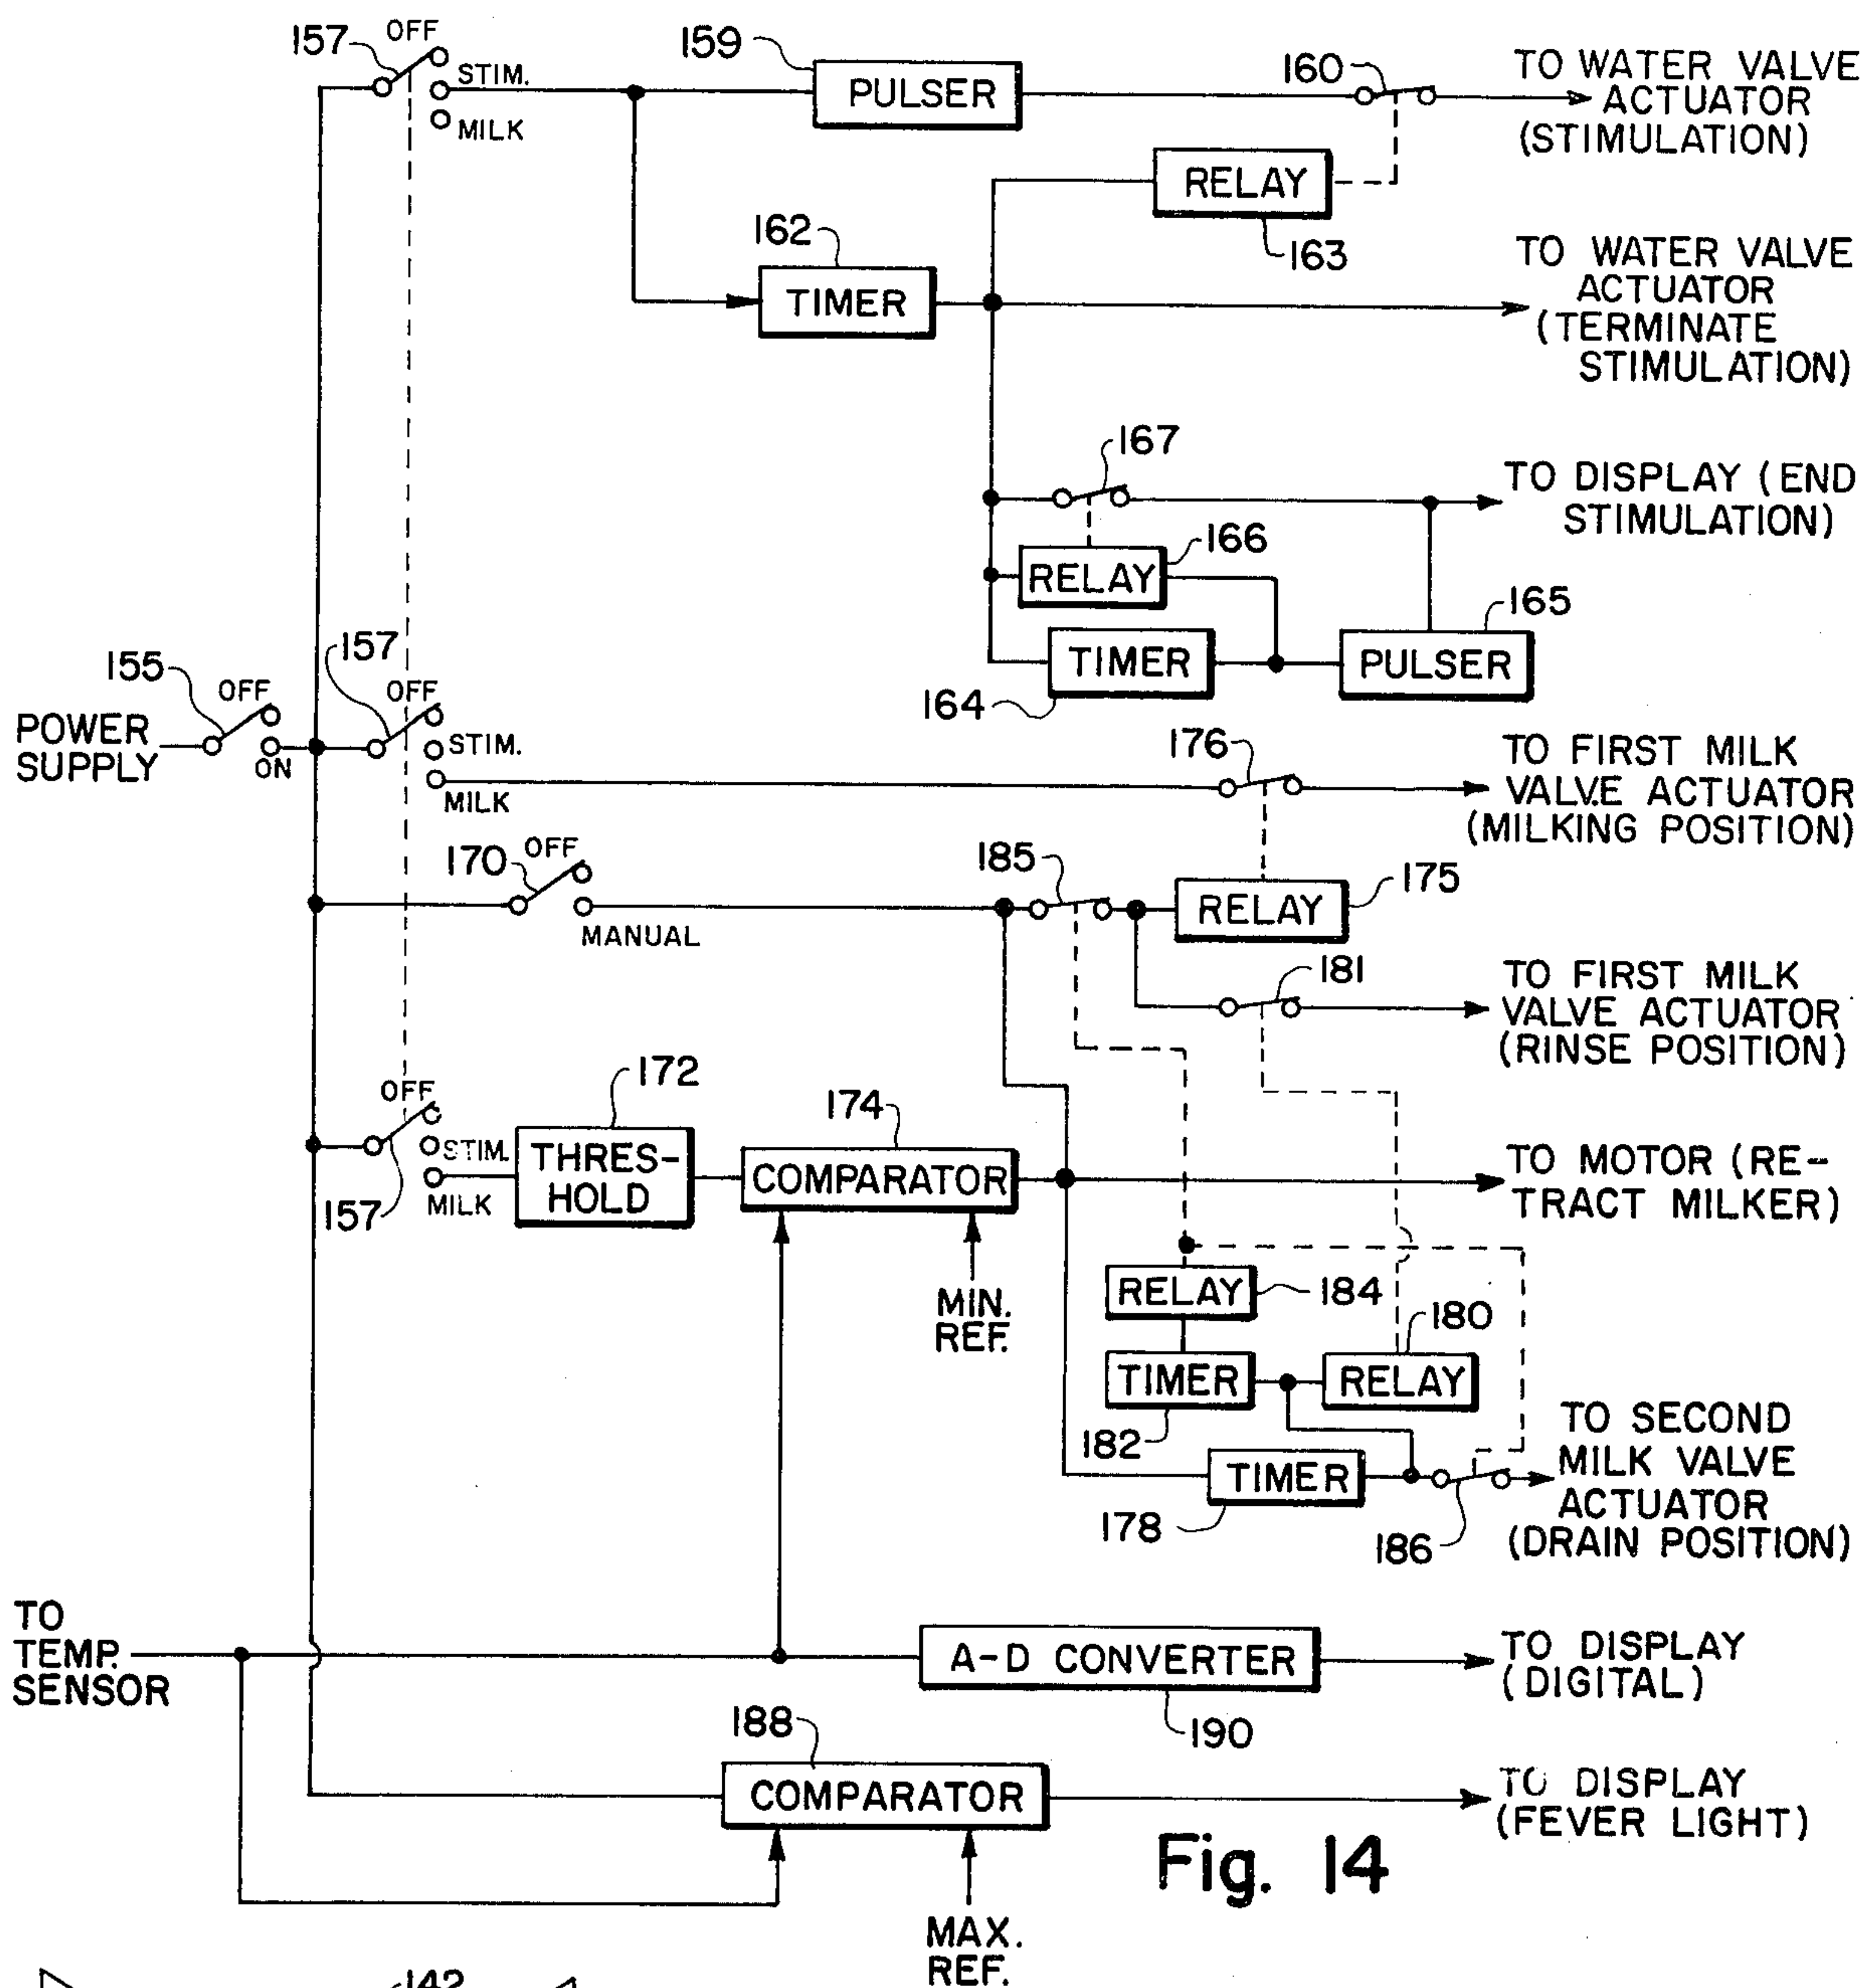 157
OFF
STIM.
MILK
159
PULSER
160
TO WATER VALVE
ACTUATOR
(STIMULATION)
RELAY
163
162
TIMER
TO WATER VALVE
ACTUATOR
(TERMINATE
STIMULATION)
167
TO DISPLAY (END
STIMULATION)
RELAY
166
TIMER
164
PULSER
165
POWER
SUPPLY
155
OFF
ON
157
OFF
STIM.
MILK
176
TO FIRST MILK
VALVE ACTUATOR
(MILKING POSITION)
170
OFF
MANUAL
185
RELAY
175
181
TO FIRST MILK
VALVE ACTUATOR
(RINSE POSITION)
OFF
STIM.
MILK
157
172
THRES-
HOLD
174
COMPARATOR
MIN.
REF.
TO MOTOR (RE-
TRACT MILKER)
RELAY
184
180
TIMER
RELAY
182
TIMER
178
186
TO SECOND
MILK VALVE
ACTUATOR
(DRAIN POSITION)
TO
TEMP.
SENSOR
A-D CONVERTER
190
TO DISPLAY
(DIGITAL)
188
COMPARATOR
TO DISPLAY
(FEVER LIGHT)
MAX.
REF.
Fig. 14
142